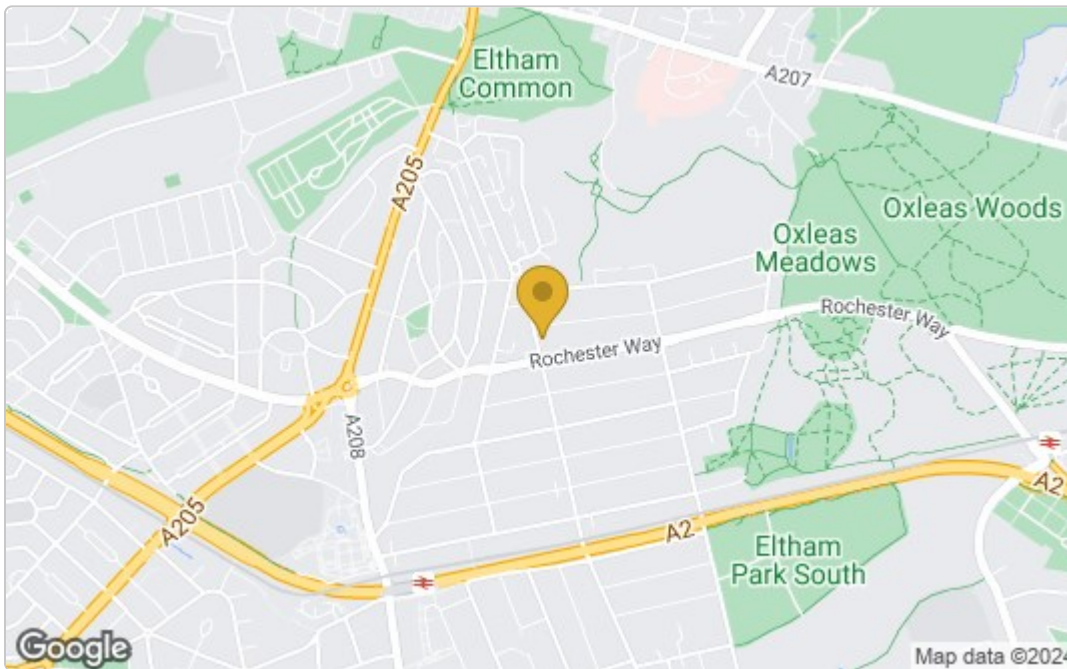 Eltham
Common
A207
A205
Oxleas Woods
Oxleas
Meadows
Rochester Way
Rochester Way
A208
A205
A2
A2
Eltham
Park South
Google
Map data ©2024